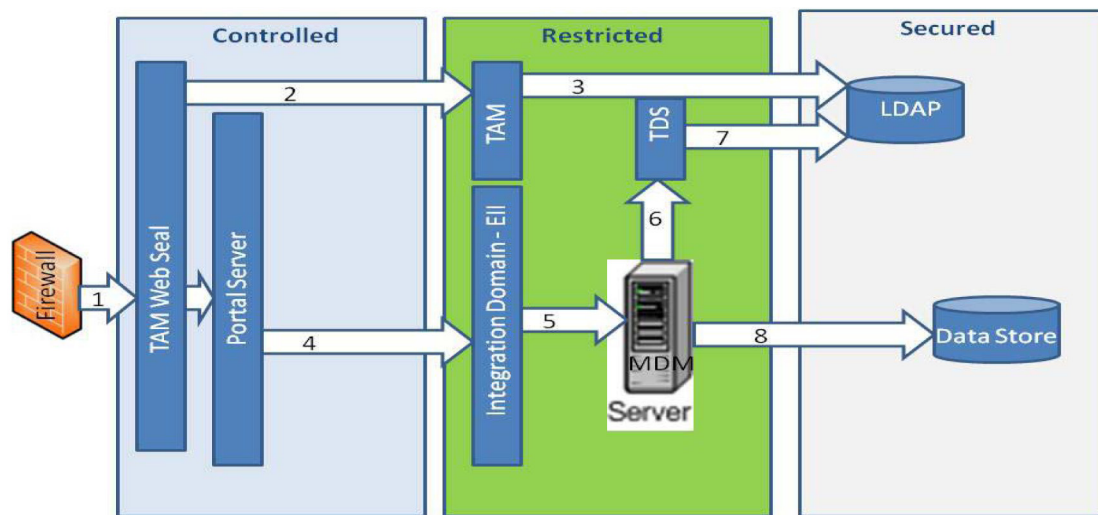 Controlled
Restricted
Secured
2
3
LDAP
TAM
TDS
7
6
Firewall
1
TAM Web Seal
Portal Server
Integration Domain - EII
4
5
MDM
Server
8
Data Store